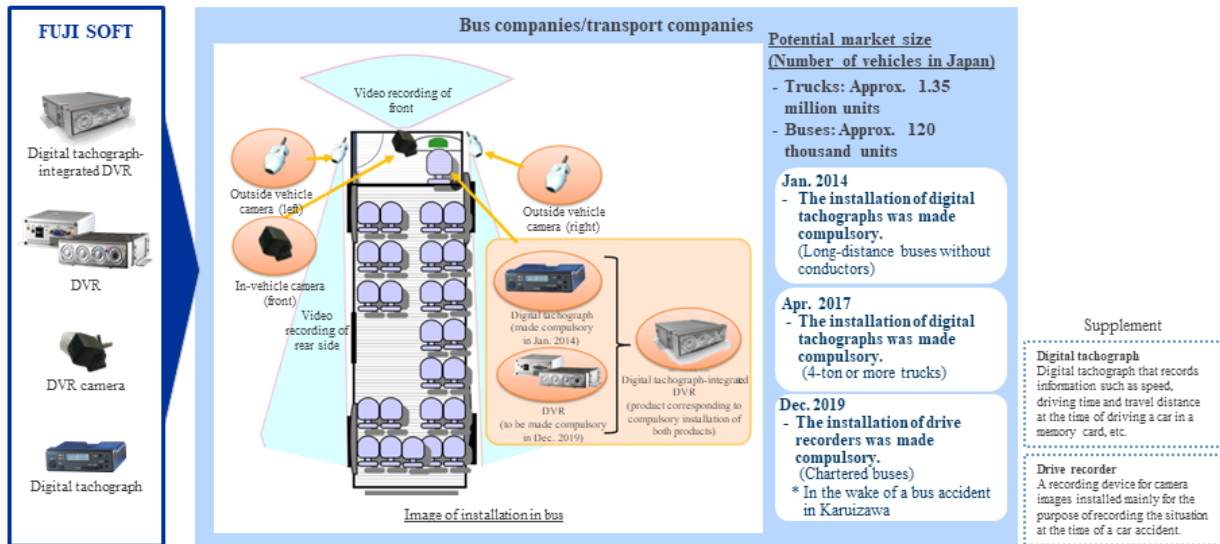 FUJI SOFT
Digital tachograph-
integrated DVR
DVR
DVR camera
Digital tachograph
Bus companies/transport companies
Video recording of
front
Outside vehicle
camera (left)
Outside vehicle
camera (right)
In-vehicle camera
(front)
Video
recording of
rear side
Digital tachograph
(made compulsory
in Jan. 2014)
DVR
(to be made compulsory
in Dec. 2019)
Digital tachograph-integrated
DVR
(product corresponding to
compulsory installation of
both products)
Image of installation in bus
Potential market size
(Number of vehicles in Japan)
- Trucks: Approx. 1.35
million units
- Buses: Approx. 120
thousand units
Jan. 2014
- The installation of digital
tachographs was made
compulsory.
(Long-distance buses without
conductors)
Apr. 2017
- The installation of digital
tachographs was made
compulsory.
(4-ton or more trucks)
Dec. 2019
- The installation of drive
recorders was made
compulsory.
(Chartered buses)
* In the wake of a bus accident
in Karuizawa
Supplement
Digital tachograph
Digital tachograph that records
information such as speed,
driving time and travel distance
at the time of driving a car in a
memory card, etc.
Drive recorder
A recording device for camera
images installed mainly for the
purpose of recording the situation
at the time of a car accident.